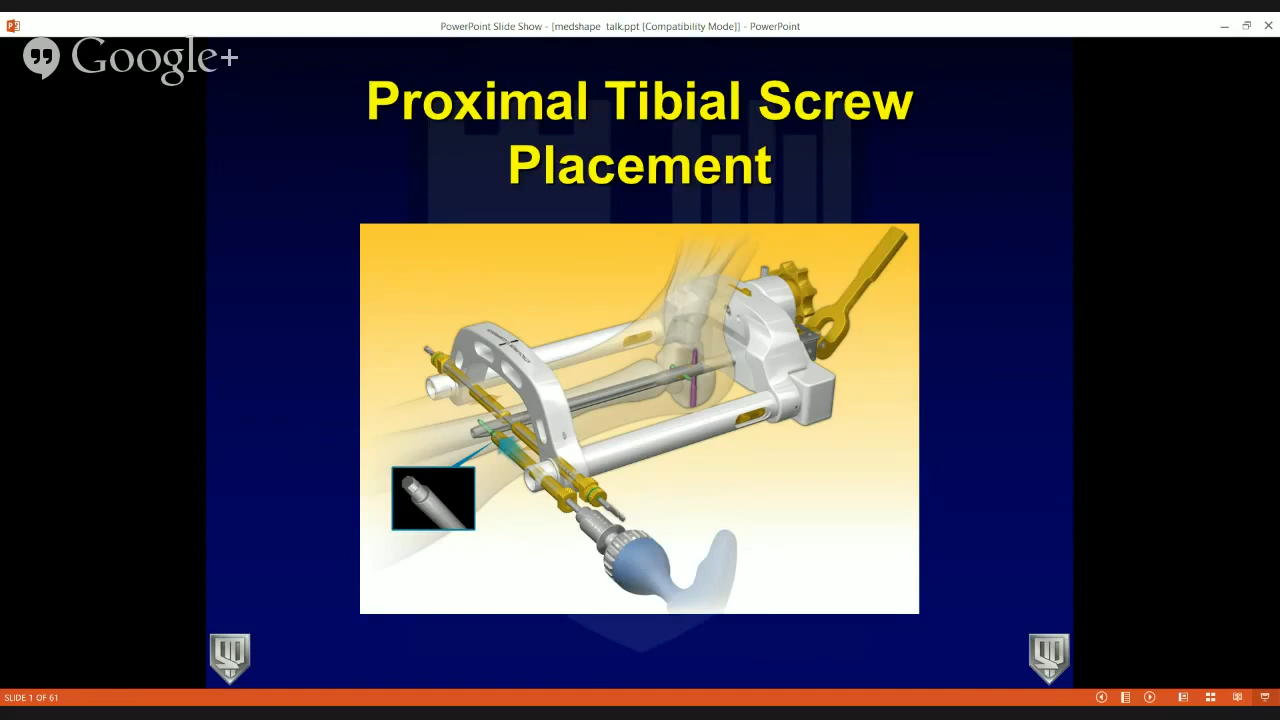 PowerPoint Slide Show - [medshape talk.ppt [Compatibility Mode]] - PowerPoint
Google+
Proximal Tibial Screw
Placement
SLIDE 1 OF 61